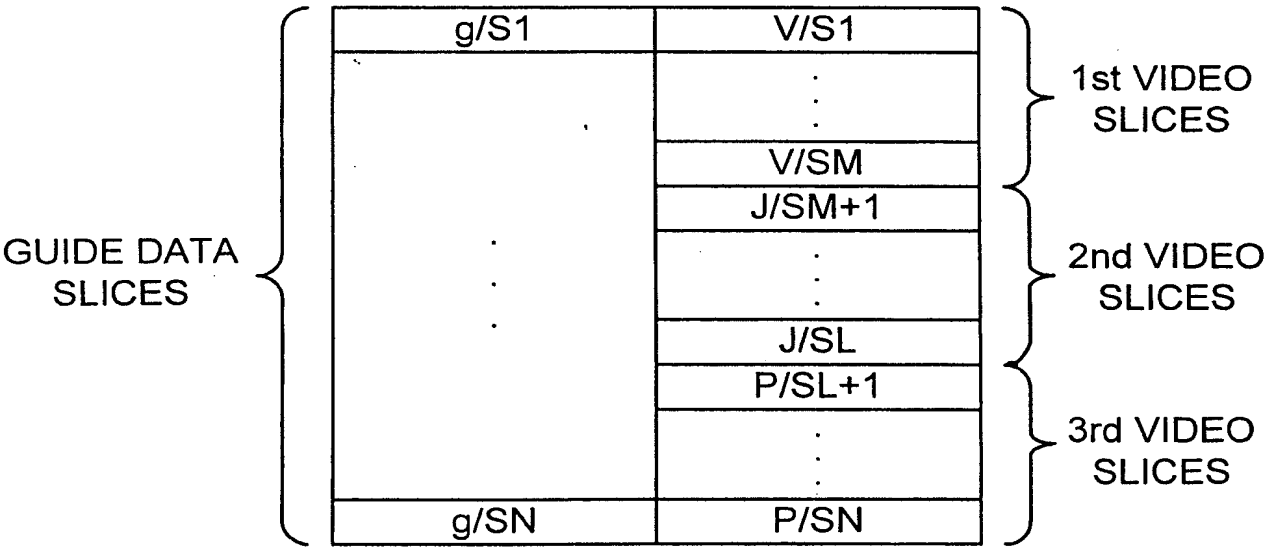 g/S1 V/S1
1st VIDEO
SLICES
V/SM
J/SM+1
GUIDE DATA
SLICES
2nd VIDEO
SLICES
J/SL
P/SL+1
3rd VIDEO
SLICES
g/SN P/SN